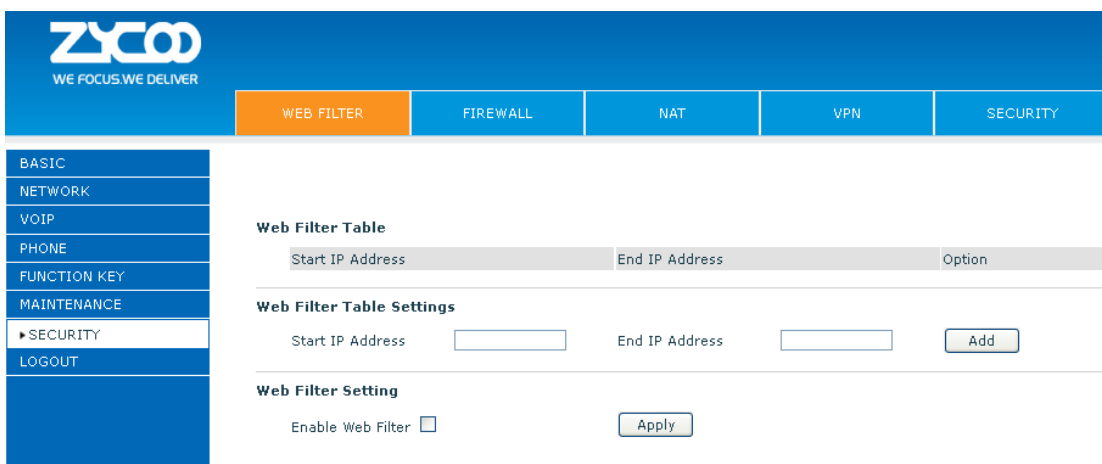 ZYCOO
WE FOCUS.WE DELIVER
WEB FILTER FIREWALL NAT VPN SECURITY
BASIC
NETWORK
VOIP
PHONE
FUNCTION KEY
MAINTENANCE
▸SECURITY
LOGOUT
Web Filter Table
Start IP Address End IP Address Option
Web Filter Table Settings
Start IP Address End IP Address Add
Web Filter Setting
Enable Web Filter Apply